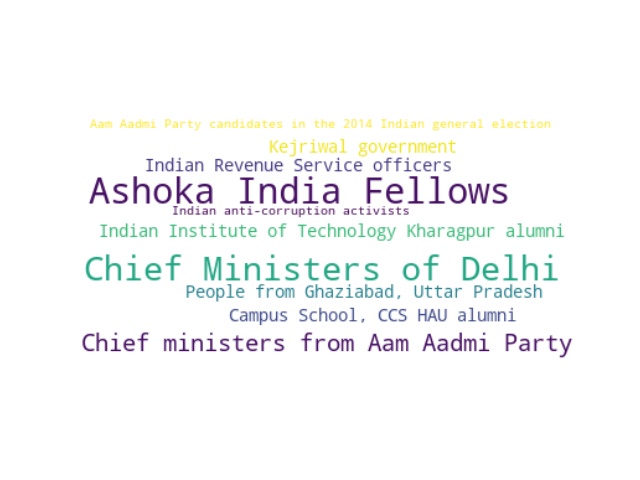 Aam Aadmi Party candidates in the 2014 Indian general election
Kejriwal government
Indian Revenue Service officers
Ashoka India Fellows
Indian anti-corruption activists
Indian Institute of Technology Kharagpur alumni
Chief Ministers of Delhi
People from Ghaziabad, Uttar Pradesh
Campus School, CCS HAU alumni
Chief ministers from Aam Aadmi Party